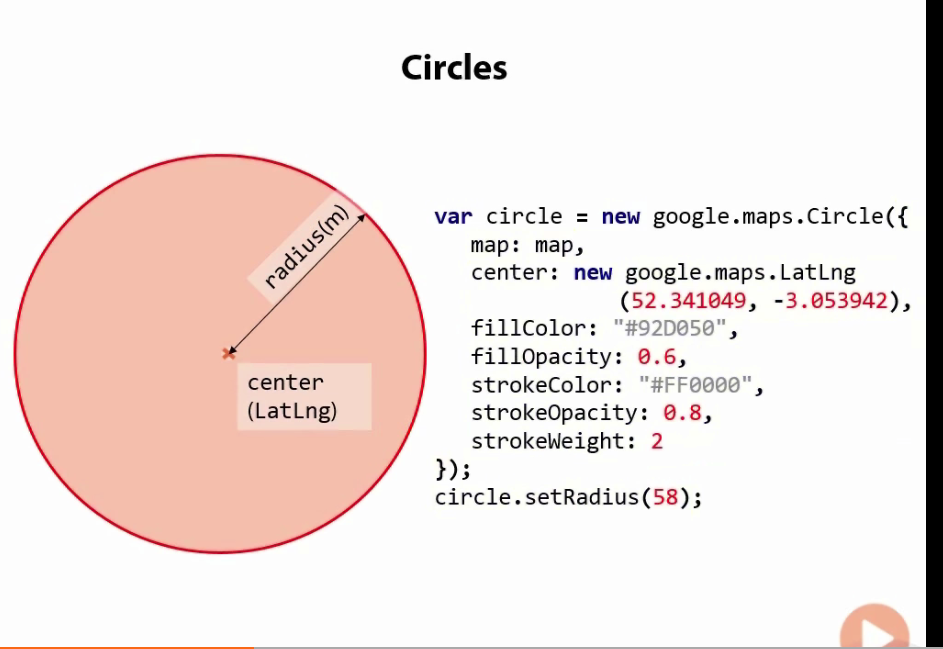 Circles
radius(m)
center
(LatLng)
var circle = new google.maps.Circle({
map: map,
center: new google.maps.LatLng
(52.341049, -3.053942),
fillColor: "#92D050",
fillOpacity: 0.6,
strokeColor: "#FF0000",
strokeOpacity: 0.8,
strokeWeight: 2
});
circle.setRadius(58);